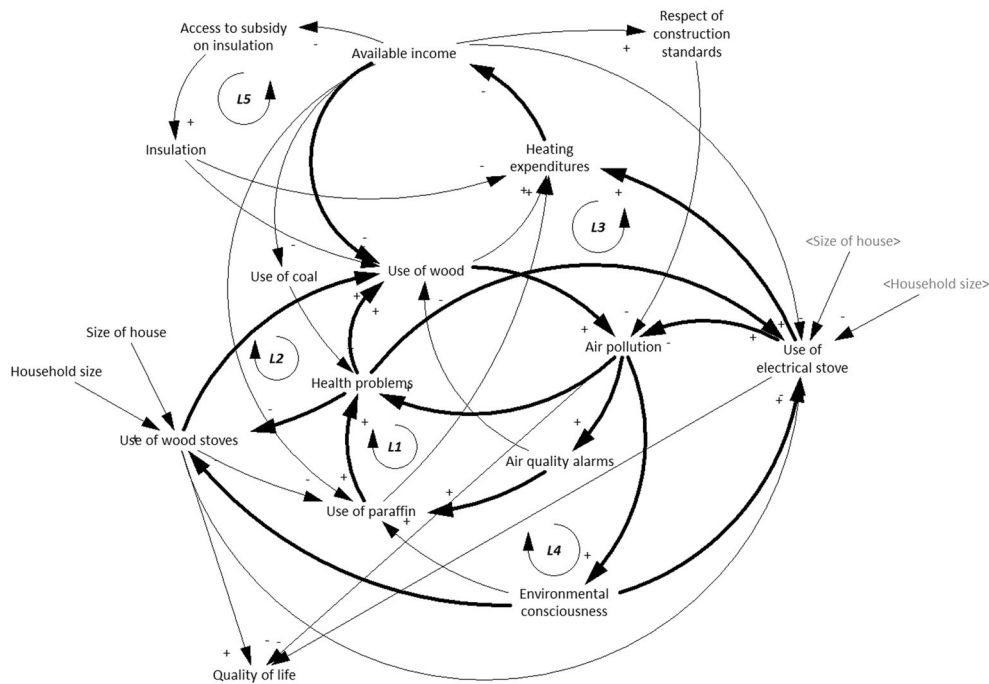 Access to subsidy
on insulation
Available income
Respect of
construction
standards
L5
Insulation
Heating
expenditures
L3
<Size of house>
Use of coal
Use of wood
<Household size>
Size of house
L2
Air pollution
Use of
electrical stove
Household size
Health problems
Use of wood stoves
L1
Air quality alarms
Use of paraffin
L4
Environmental
consciousness
Quality of life